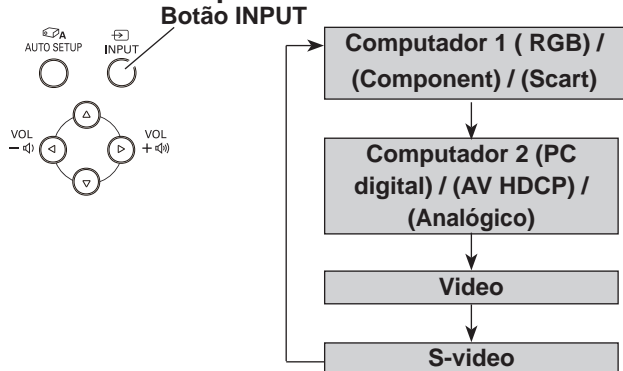 Botão INPUT
AUTO SETUP
INPUT
VOL
VOL
Computador 1 ( RGB) /
(Component) / (Scart)
Computador 2 (PC
digital) / (AV HDCP) /
(Analógico)
Video
S-video